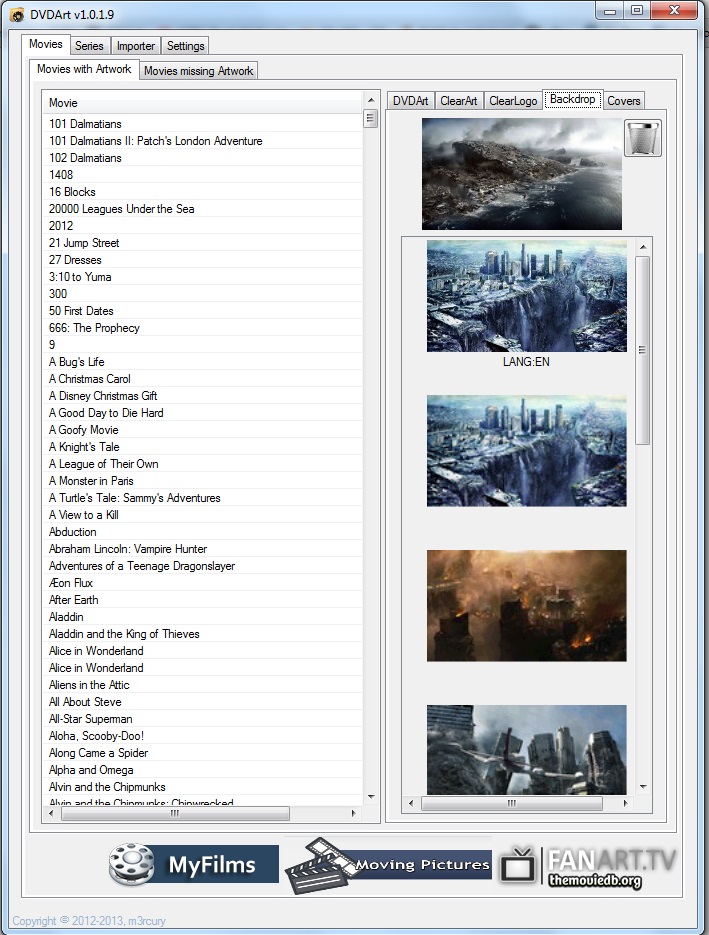 DVDArt v1.0.1.9
Movies Series Importer Settings
Movies with Artwork Movies missing Artwork
Movie
101 Dalmatians
101 Dalmatians II: Patch's London Adventure
102 Dalmatians
1408
16 Blocks
20000 Leagues Under the Sea
2012
21 Jump Street
27 Dresses
3:10 to Yuma
300
50 First Dates
666: The Prophecy
9
A Bug's Life
A Christmas Carol
A Disney Christmas Gift
A Good Day to Die Hard
A Goofy Movie
A Knight's Tale
A League of Their Own
A Monster in Paris
A Turtle's Tale: Sammy's Adventures
A View to a Kill
Abduction
Abraham Lincoln: Vampire Hunter
Adventures of a Teenage Dragonslayer
Æon Flux
After Earth
Aladdin
Aladdin and the King of Thieves
Alice in Wonderland
Alice in Wonderland
Aliens in the Attic
All About Steve
All-Star Superman
Aloha, Scooby-Doo!
Along Came a Spider
Alpha and Omega
Alvin and the Chipmunks
Alvin and the Chipmunks: Chipwrecked
DVDArt ClearArt ClearLogo Backdrop Covers
LANG:EN
MyFilms
Moving Pictures
FANART.TV
themoviedb.org
Copyright © 2012-2013, m3rcury